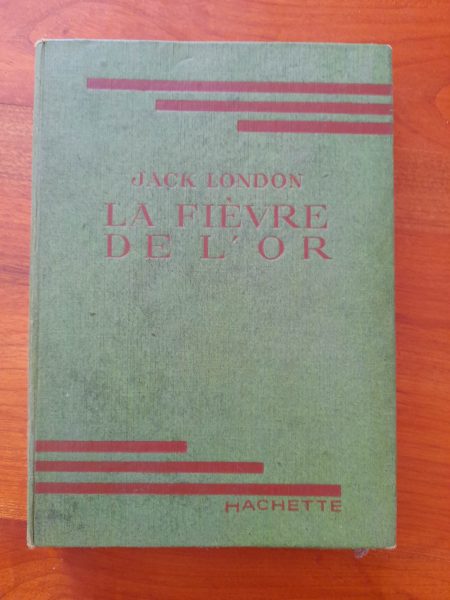 JACK LONDON
LA FIÈVRE
DE L'OR
HACHETTE